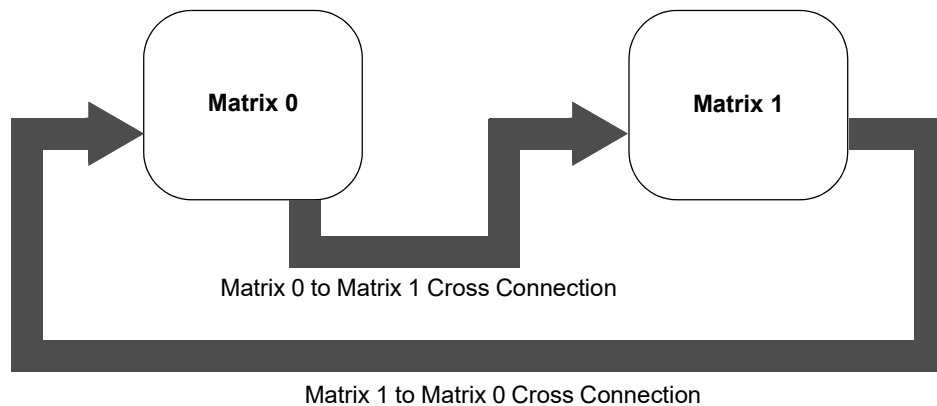 Matrix 0
Matrix 1
Matrix 0 to Matrix 1 Cross Connection
Matrix 1 to Matrix 0 Cross Connection